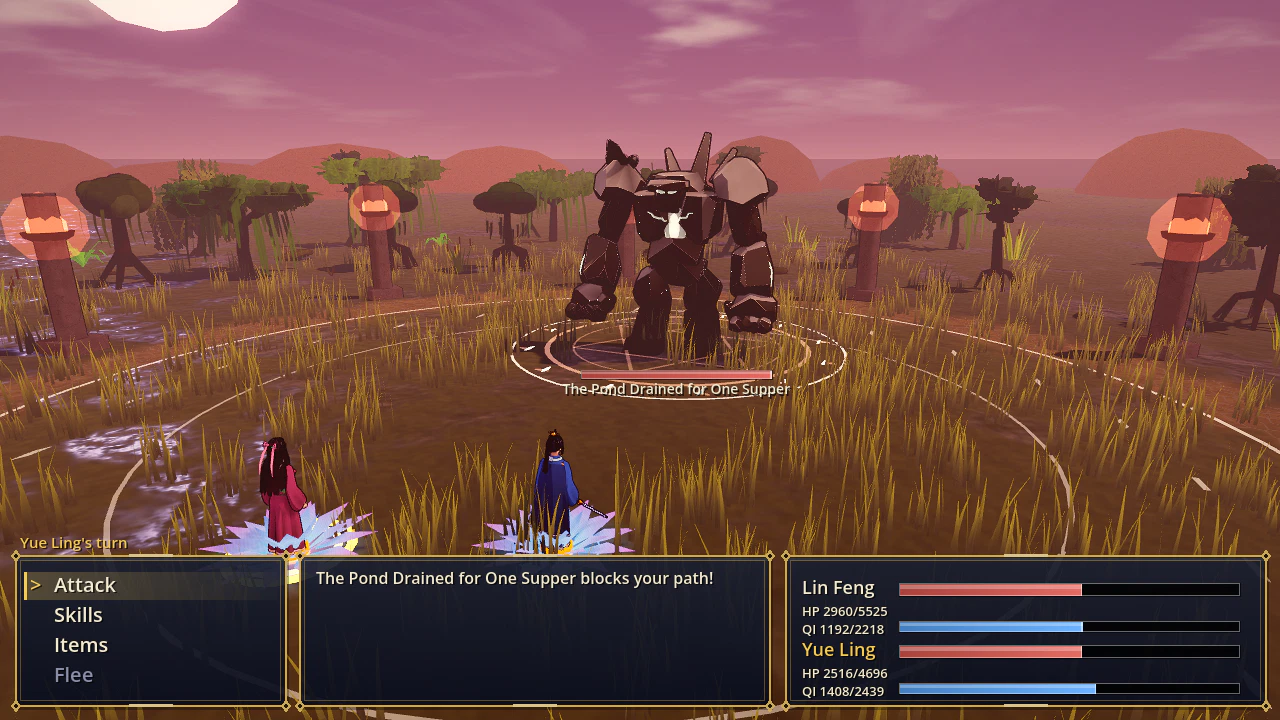 The Pond Drained for One Supper
Yue Ling's turn
> Attack
Skills
Items
Flee
The Pond Drained for One Supper blocks your path!
Lin Feng
HP 2960/5525
QI 1192/2218
Yue Ling
HP 2516/4696
QI 1408/2439